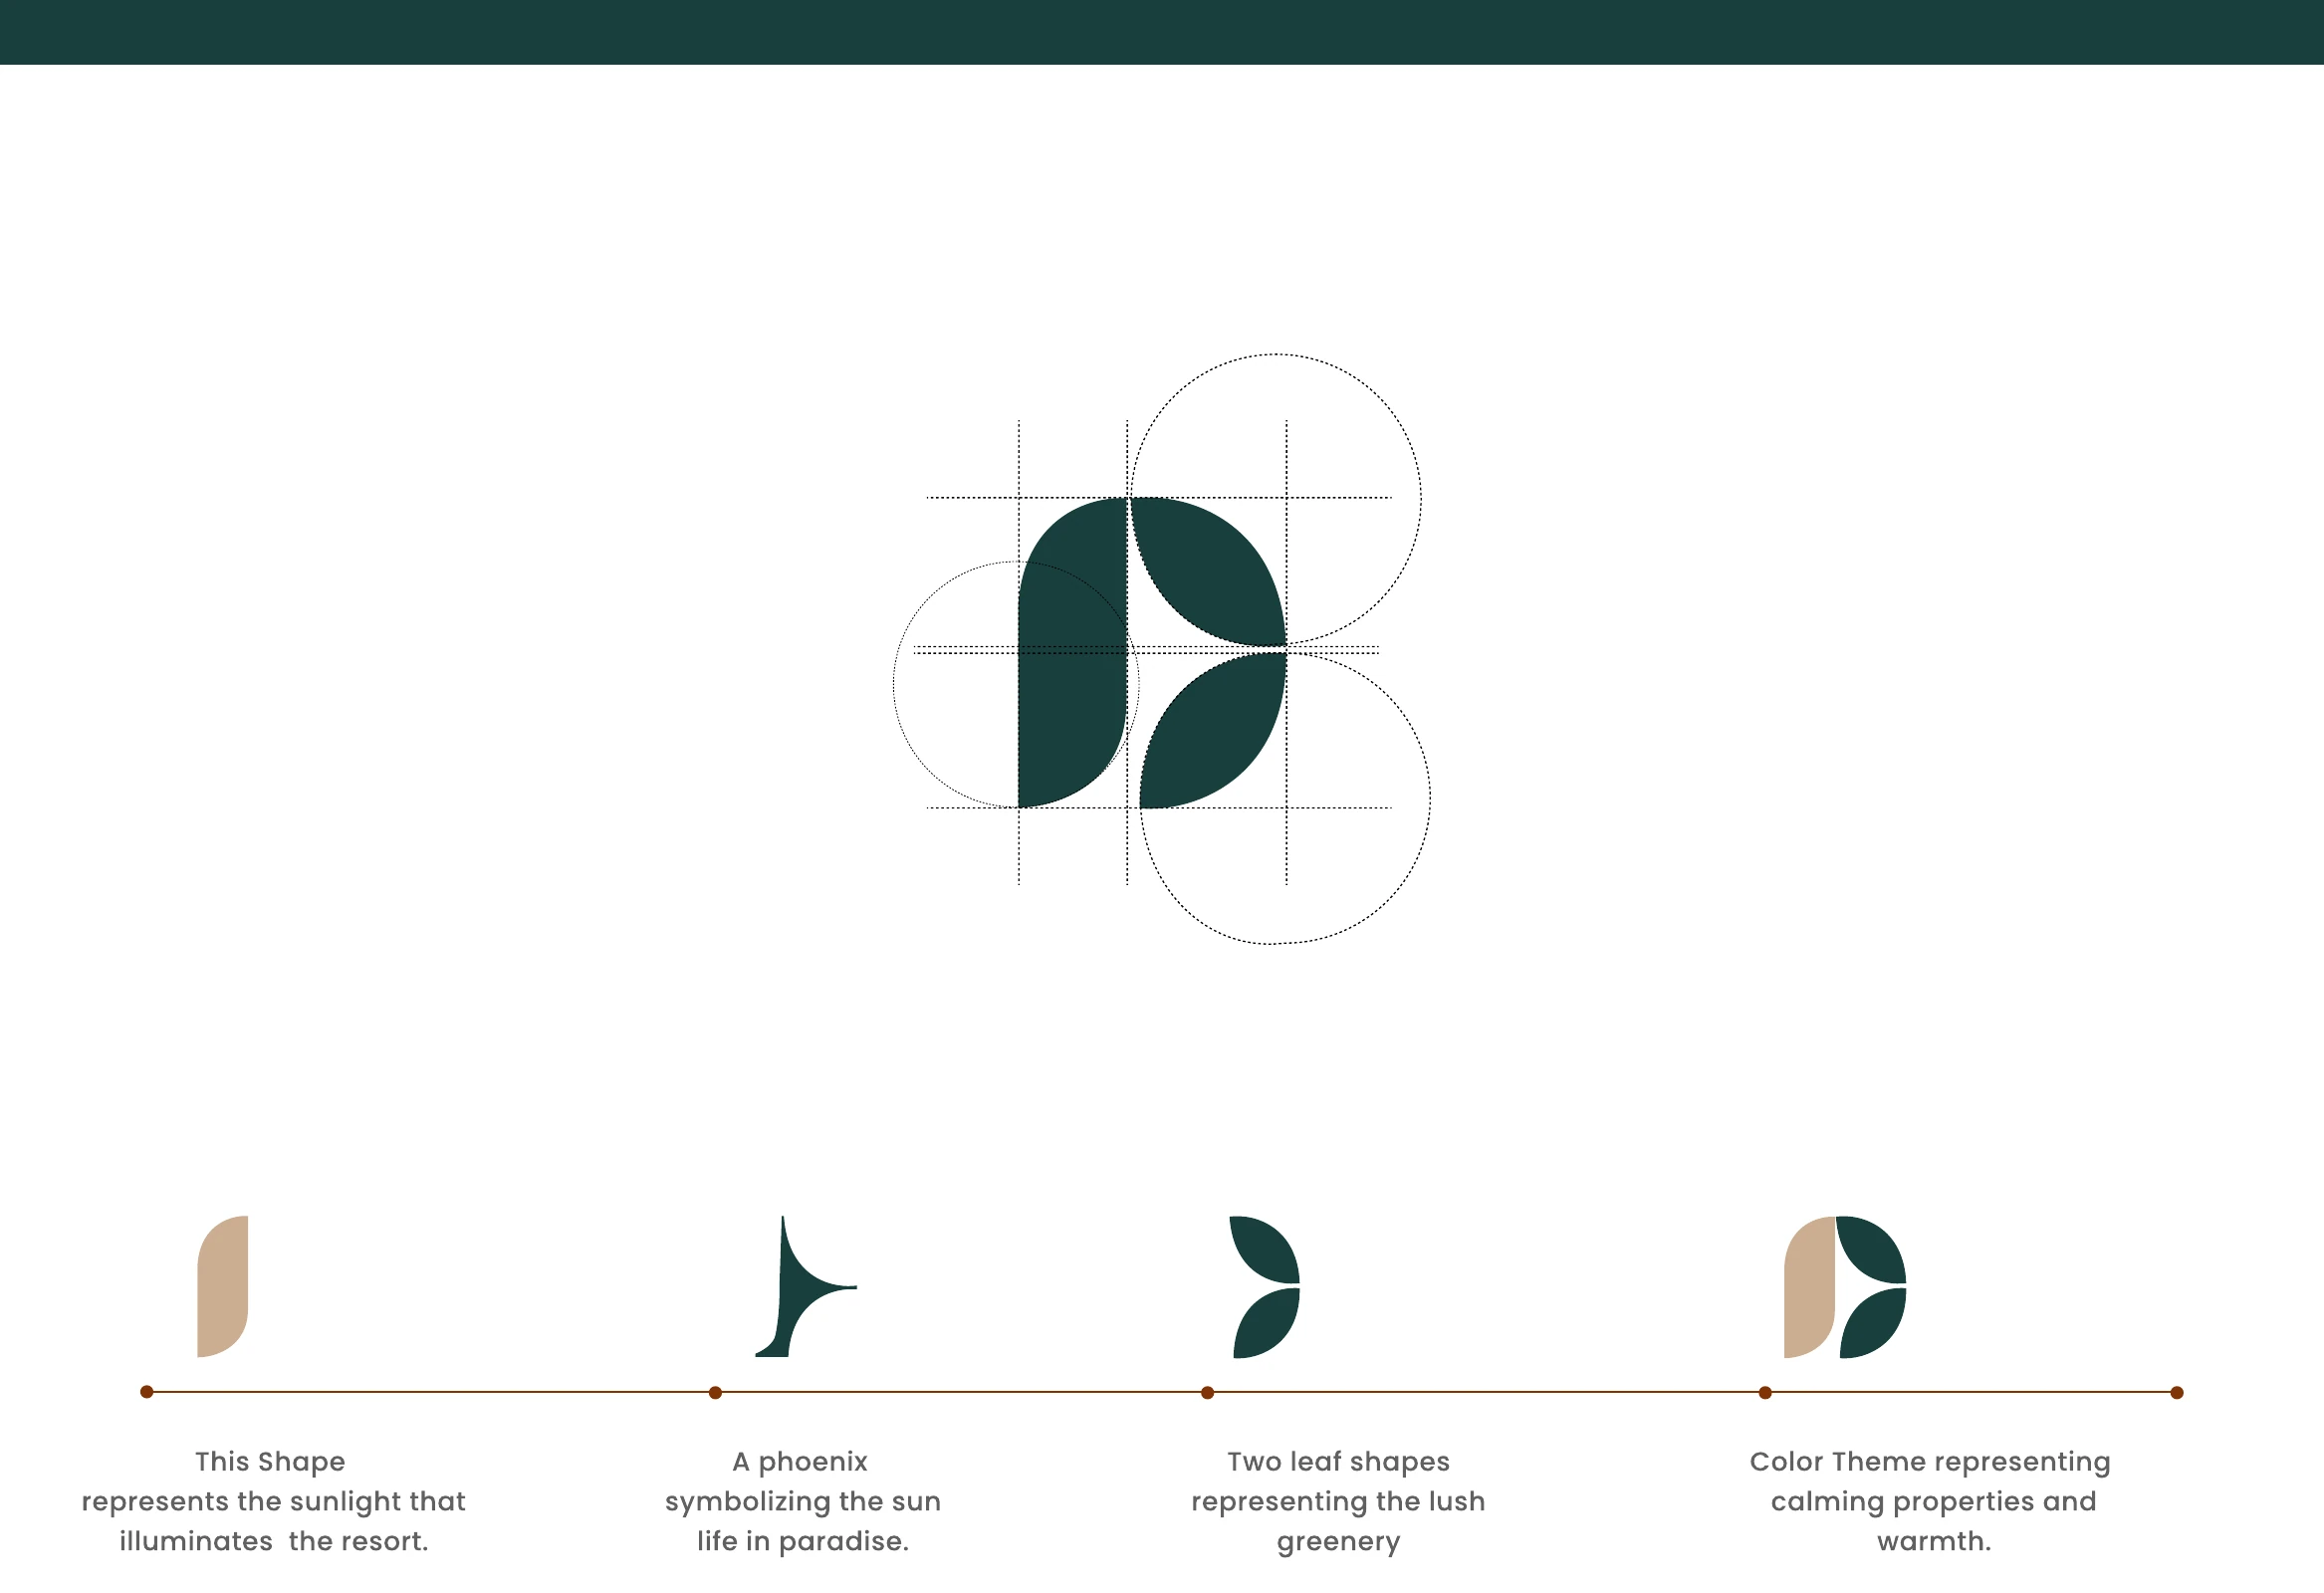 This Shape
represents the sunlight that
illuminates  the resort.
A phoenix
symbolizing the sun
life in paradise.
Two leaf shapes
representing the lush
greenery
Color Theme representing
calming properties and
warmth.